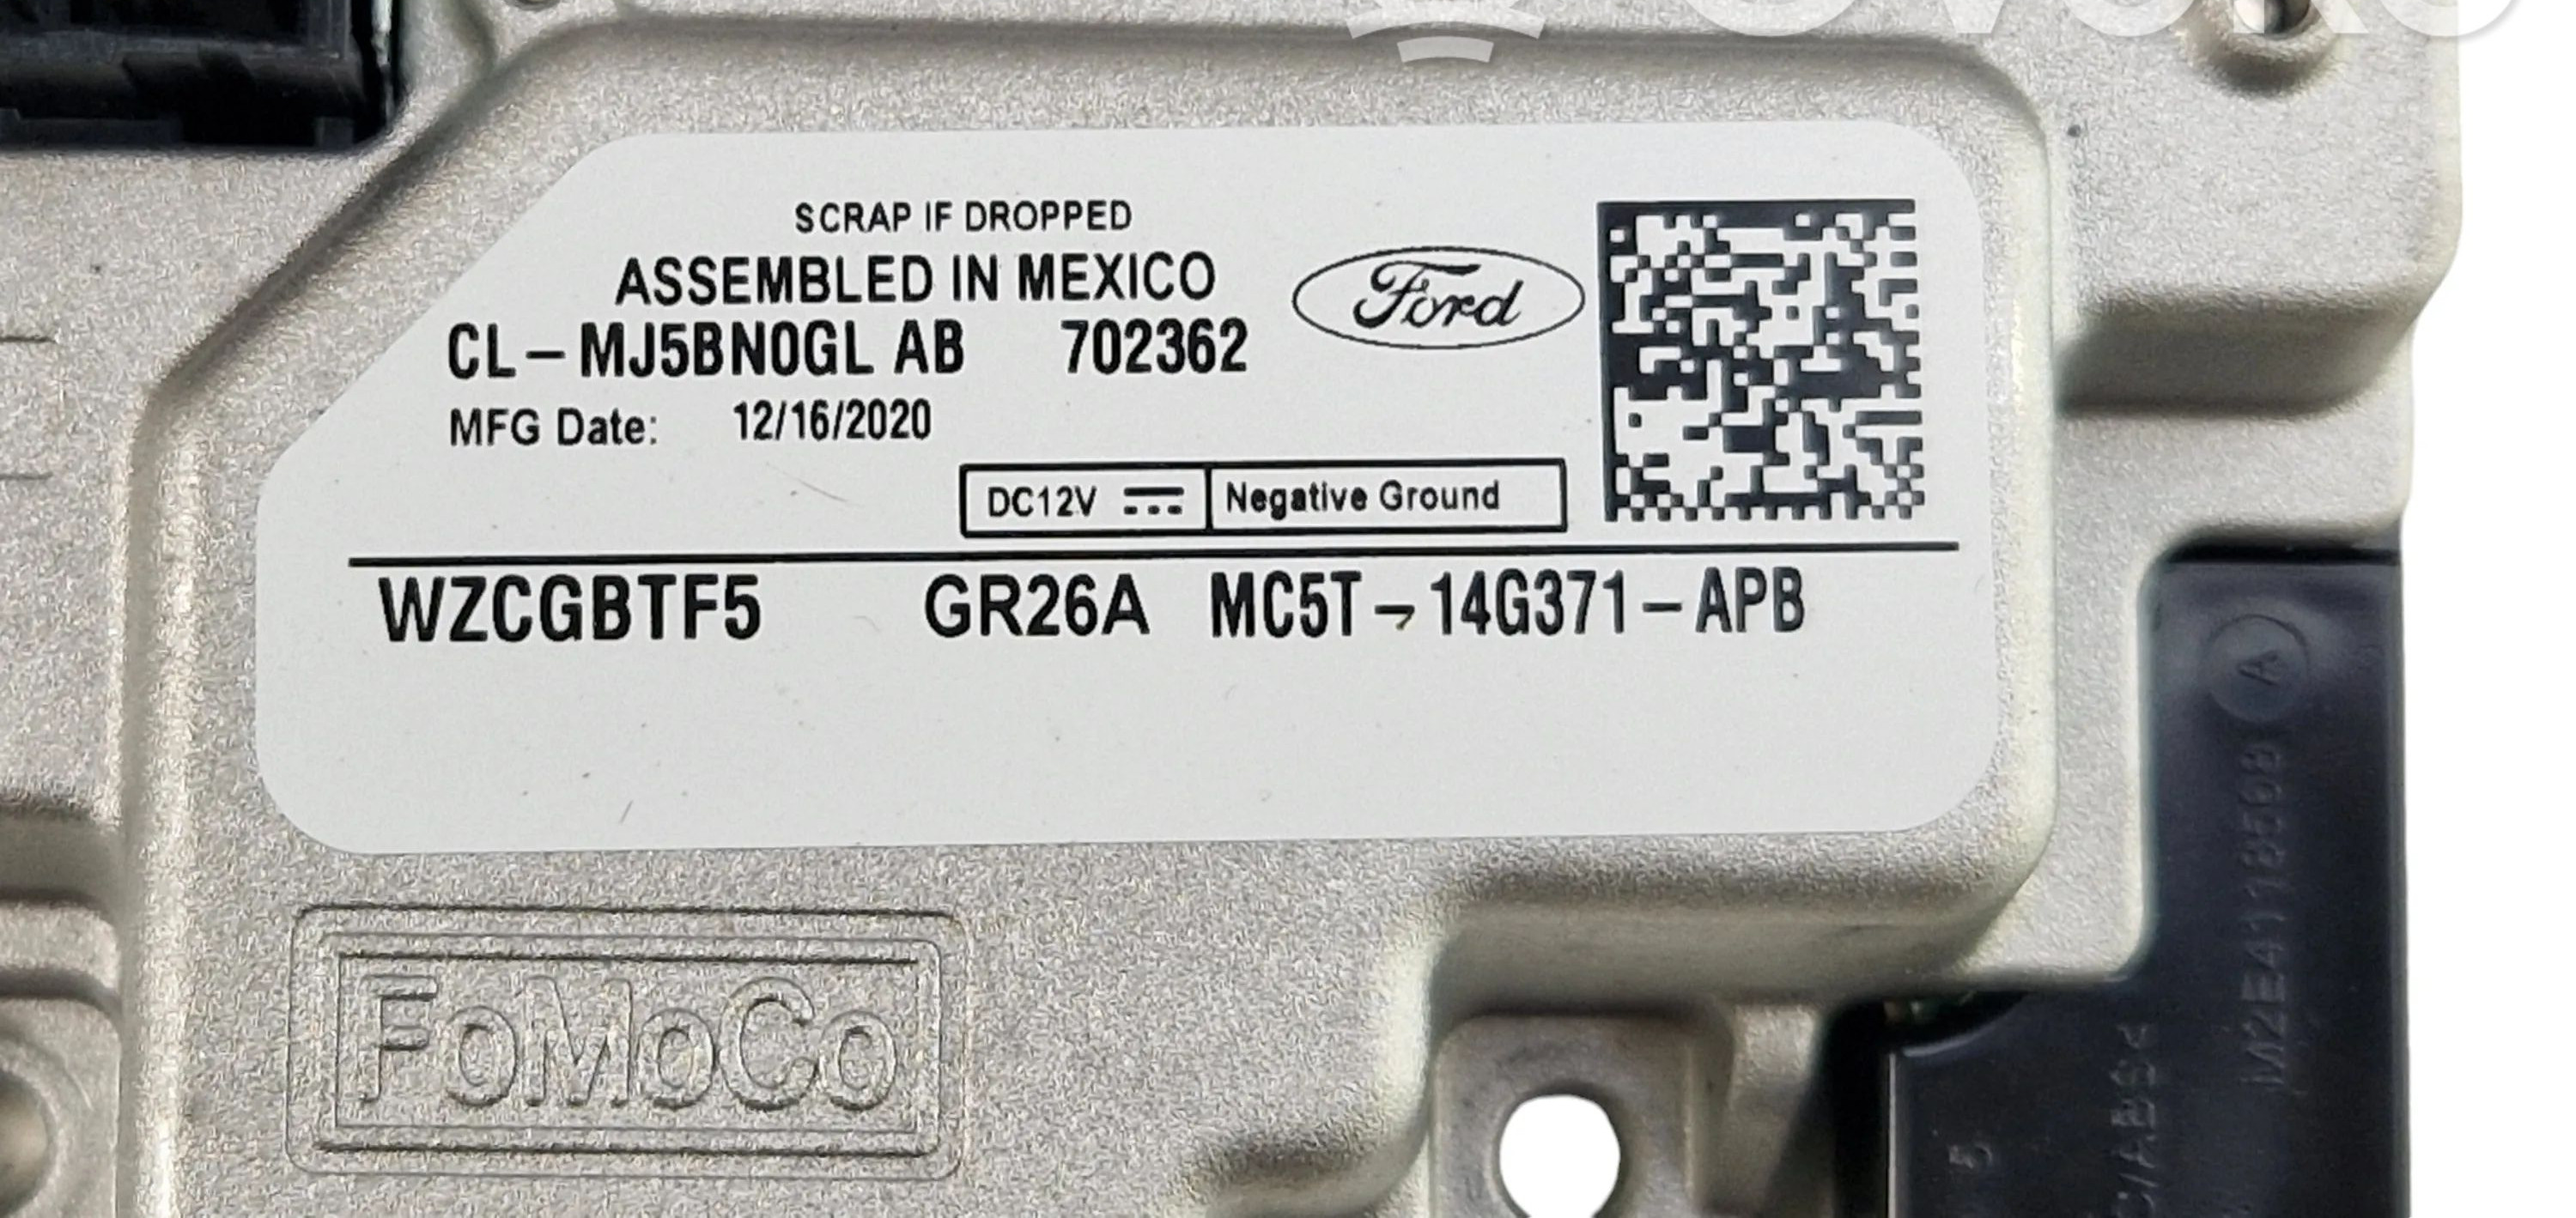 SCRAP IF DROPPED
ASSEMBLED IN MEXICO
CL-MJ5BN0GL AB 702362
Ford
MFG Date: 12/16/2020
DC12V Negative Ground
WZCGBTF5 GR26A MC5T-14G371-APB
FoMoCo
A
5